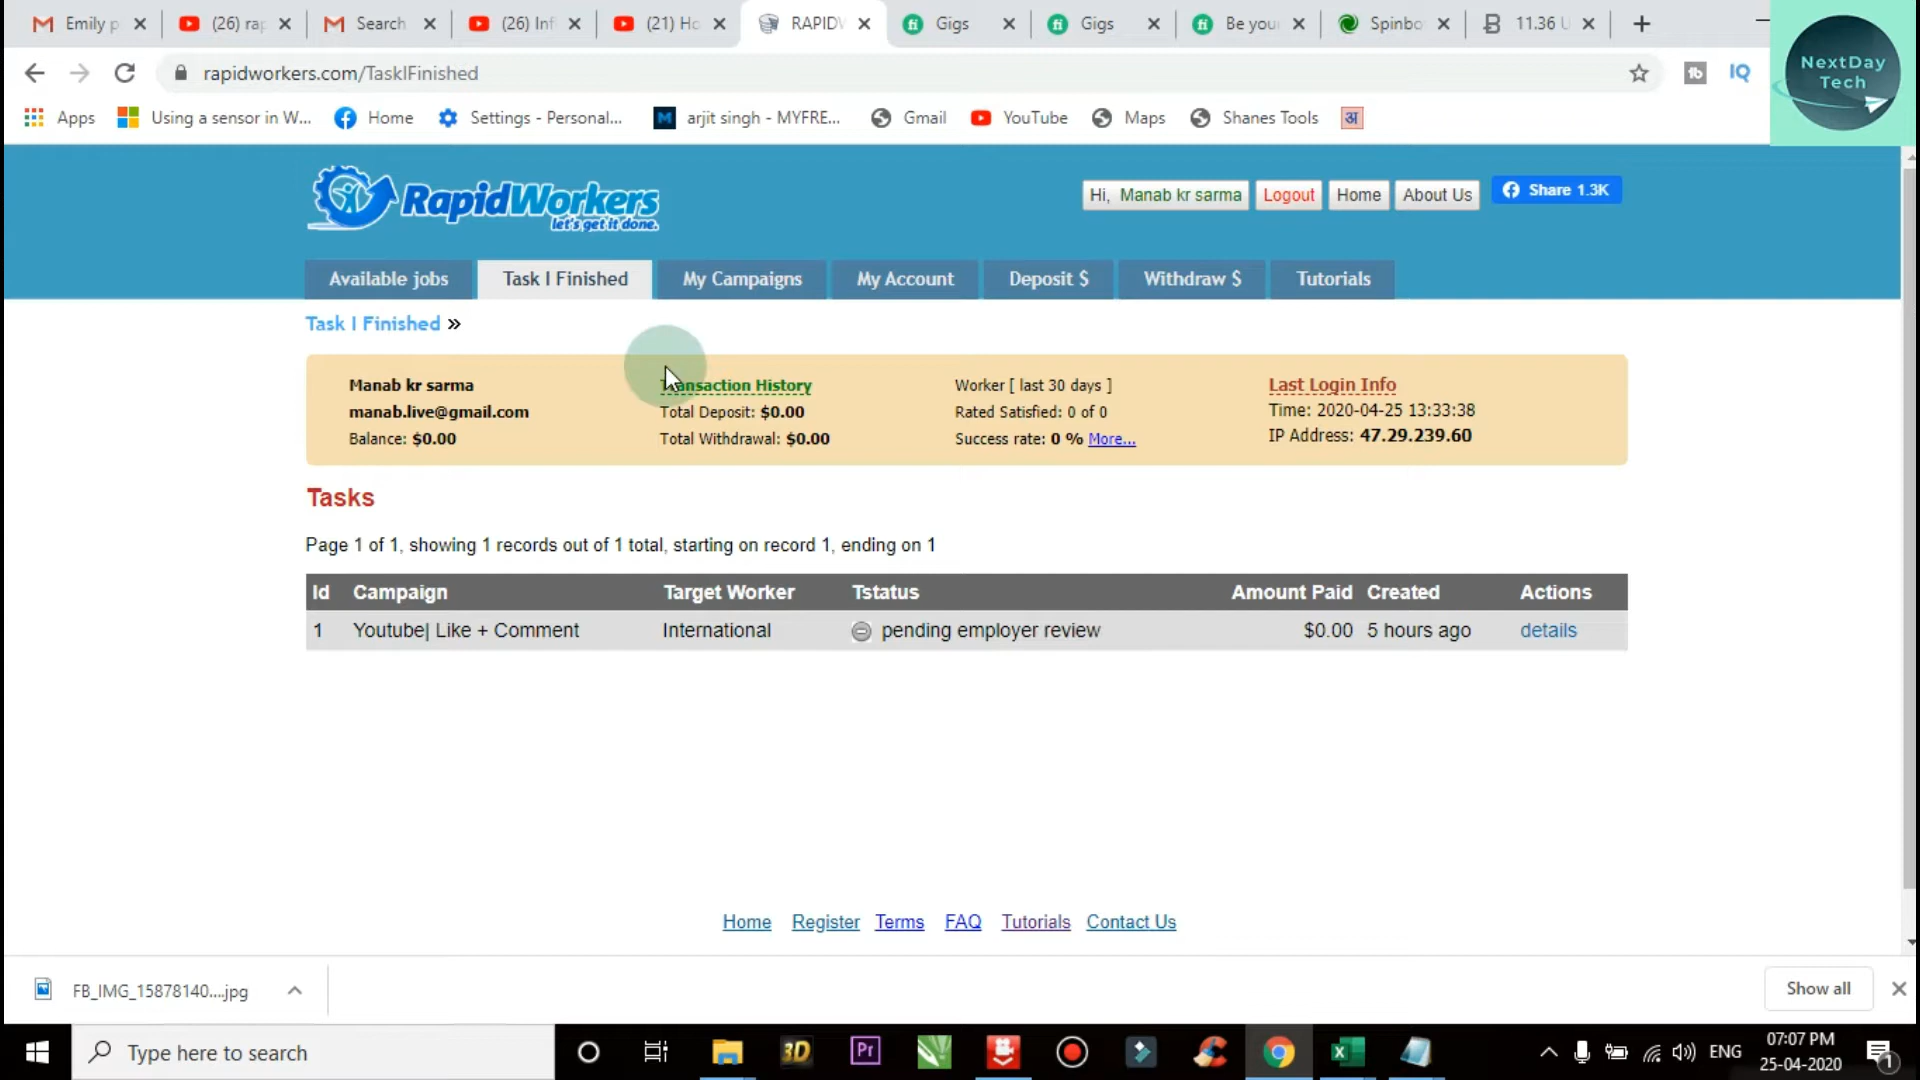 Emily p
(26) rap
Search
(26) Inf
(21) Ho
RAPIDW
Gigs
Gigs
Be your
Spinbo
11.36 U
rapidworkers.com/TaskIFinished
IQ
NextDay
Tech
Apps
Using a sensor in W...
Home
Settings - Personal...
arjit singh - MYFRE...
Gmail
YouTube
Maps
Shanes Tools
अ
RapidWorkers
let's get it done.
Hi, Manab kr sarma
Logout
Home
About Us
Share 1.3K
Available jobs
Task I Finished
My Campaigns
My Account
Deposit $
Withdraw $
Tutorials
Task I Finished »
Manab kr sarma
manab.live@gmail.com
Balance: $0.00
Transaction History
Total Deposit: $0.00
Total Withdrawal: $0.00
Worker [ last 30 days ]
Rated Satisfied: 0 of 0
Success rate: 0 % More...
Last Login Info
Time: 2020-04-25 13:33:38
IP Address: 47.29.239.60
Tasks
Page 1 of 1, showing 1 records out of 1 total, starting on record 1, ending on 1
Id Campaign Target Worker Tstatus Amount Paid Created Actions
1 Youtube| Like + Comment International pending employer review $0.00 5 hours ago details
Home Register Terms FAQ Tutorials Contact Us
FB_IMG_15878140....jpg
Show all
Type here to search
3D
Pr
ENG
07:07 PM
25-04-2020
1